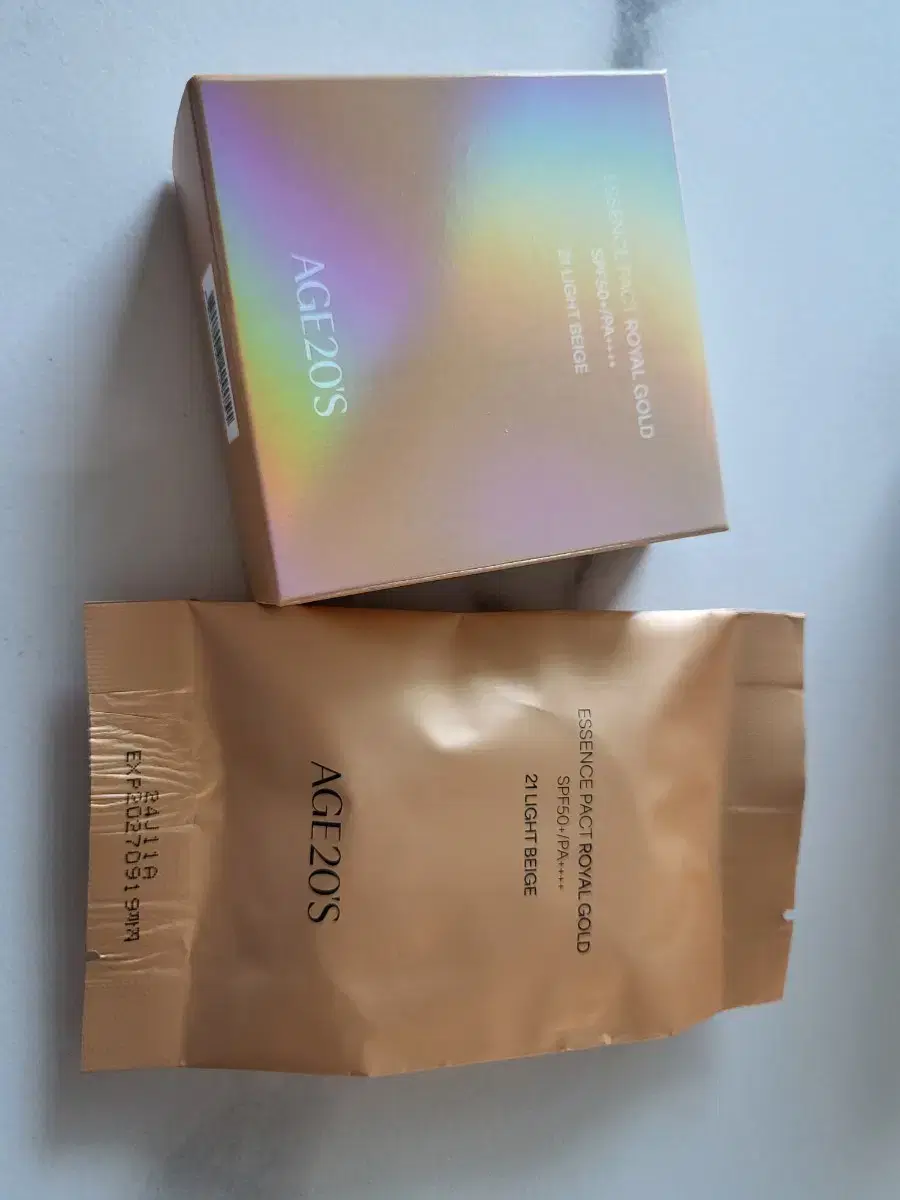 ESSENCE PACT ROYAL GOLD
SPF50+/PA++++
21 LIGHT BEIGE
AGE20'S
ESSENCE PACT ROYAL GOLD
SPF50+/PA++++
21 LIGHT BEIGE
AGE20'S
24J11A
EXP20270919까지